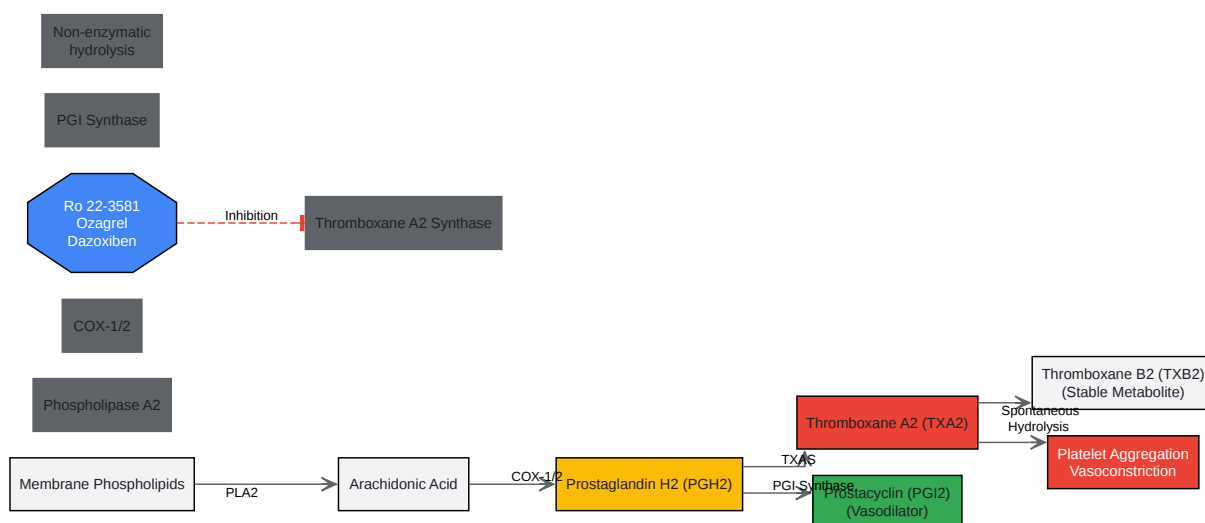 Non-enzymatic
hydrolysis
PGI Synthase
Ro 22-3581
Ozagrel
Dazoxiben
Inhibition
Thromboxane A2 Synthase
COX-1/2
Phospholipase A2
Membrane Phospholipids
PLA2
Arachidonic Acid
COX-1/2
Prostaglandin H2 (PGH2)
TXAS
PGI Synthase
Thromboxane A2 (TXA2)
Prostacyclin (PGI2)
(Vasodilator)
Thromboxane B2 (TXB2)
(Stable Metabolite)
Spontaneous
Hydrolysis
Platelet Aggregation
Vasoconstriction